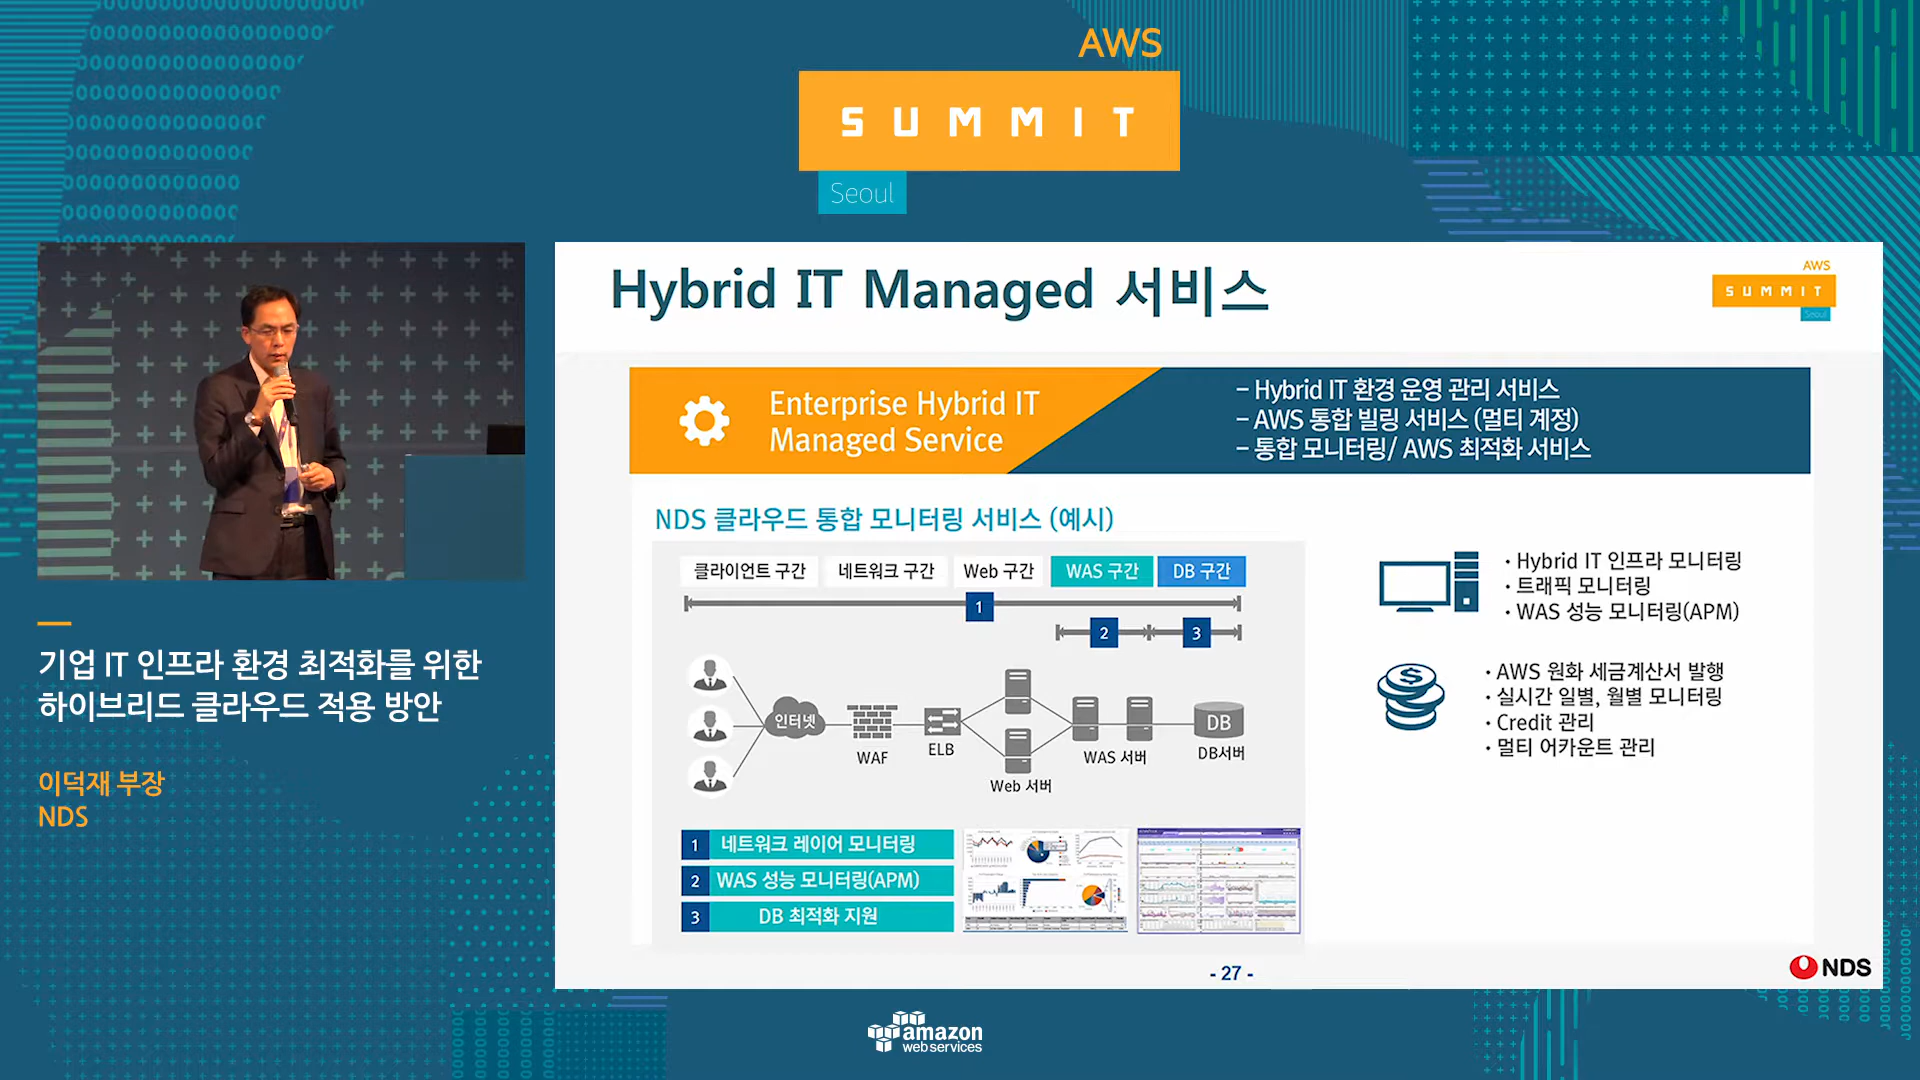 AWS
SUMMIT
Seoul
기업 IT 인프라 환경 최적화를 위한
하이브리드 클라우드 적용 방안
이덕재 부장
NDS
Hybrid IT Managed 서비스
AWS
SUMMIT
Seoul
Enterprise Hybrid IT
Managed Service
– Hybrid IT 환경 운영 관리 서비스
– AWS 통합 빌링 서비스 (멀티 계정)
– 통합 모니터링/ AWS 최적화 서비스
NDS 클라우드 통합 모니터링 서비스 (예시)
클라이언트 구간 네트워크 구간 Web 구간 WAS 구간 DB 구간
1
2 3
인터넷
WAF
ELB
Web 서버
WAS 서버
DB
DB서버
1 네트워크 레이어 모니터링
2 WAS 성능 모니터링(APM)
3 DB 최적화 지원
· Hybrid IT 인프라 모니터링
· 트래픽 모니터링
· WAS 성능 모니터링(APM)
$
· AWS 원화 세금계산서 발행
· 실시간 일별, 월별 모니터링
· Credit 관리
· 멀티 어카운트 관리
- 27 -
NDS
amazon
web services